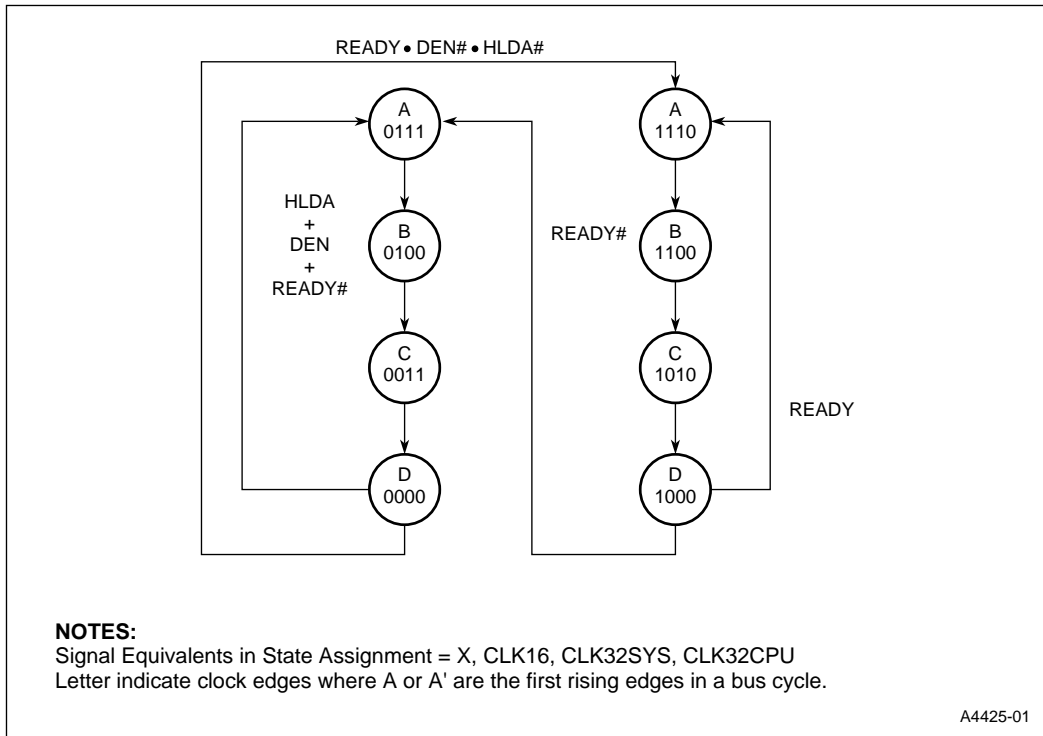 READY • DEN# • HLDA#
A
0111
A
1110
HLDA
+
DEN
+
READY#
B
0100
READY#
B
1100
C
0011
C
1010
READY
D
0000
D
1000
NOTES:
Signal Equivalents in State Assignment = X, CLK16, CLK32SYS, CLK32CPU
Letter indicate clock edges where A or A' are the first rising edges in a bus cycle.
A4425-01